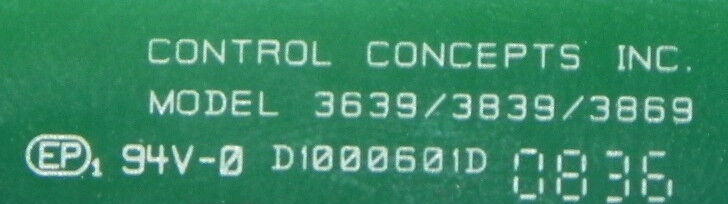 CONTROL CONCEPTS INC.
MODEL 3639/3839/3869
EP1 94V-0 D1000601D 0836